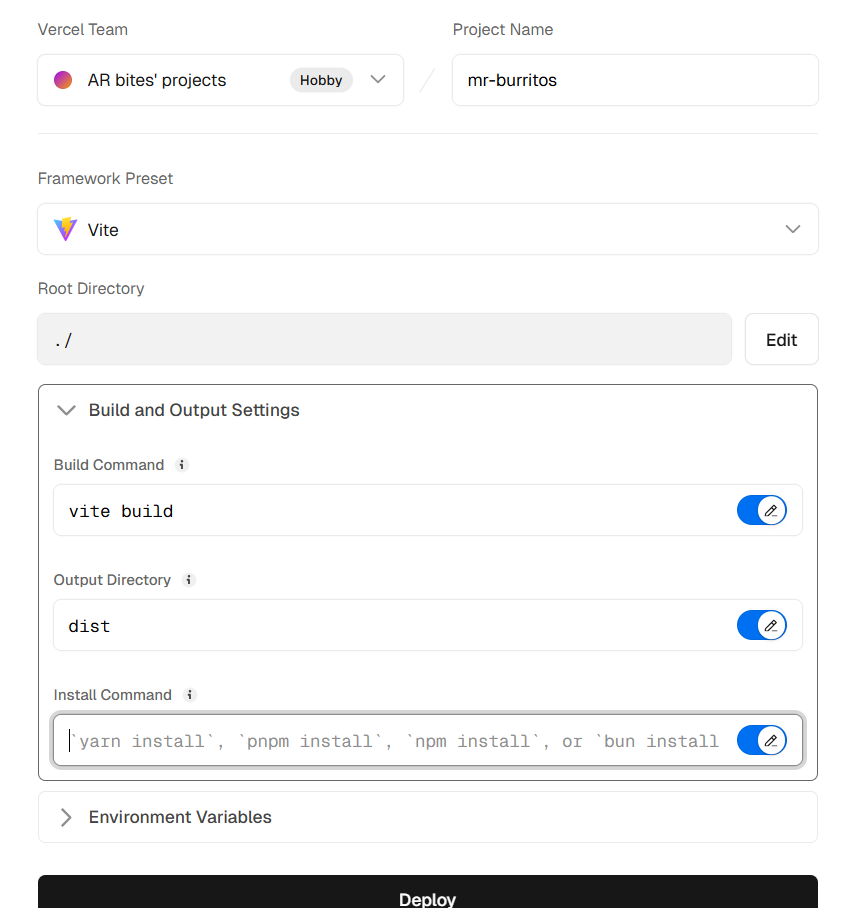 Vercel Team
Project Name
AR bites' projects
Hobby
/
mr-burritos
Framework Preset
Vite
Root Directory
./
Edit
Build and Output Settings
Build Command
vite build
Output Directory
dist
Install Command
`yarn install`, `pnpm install`, `npm install`, or `bun install
Environment Variables
Deploy